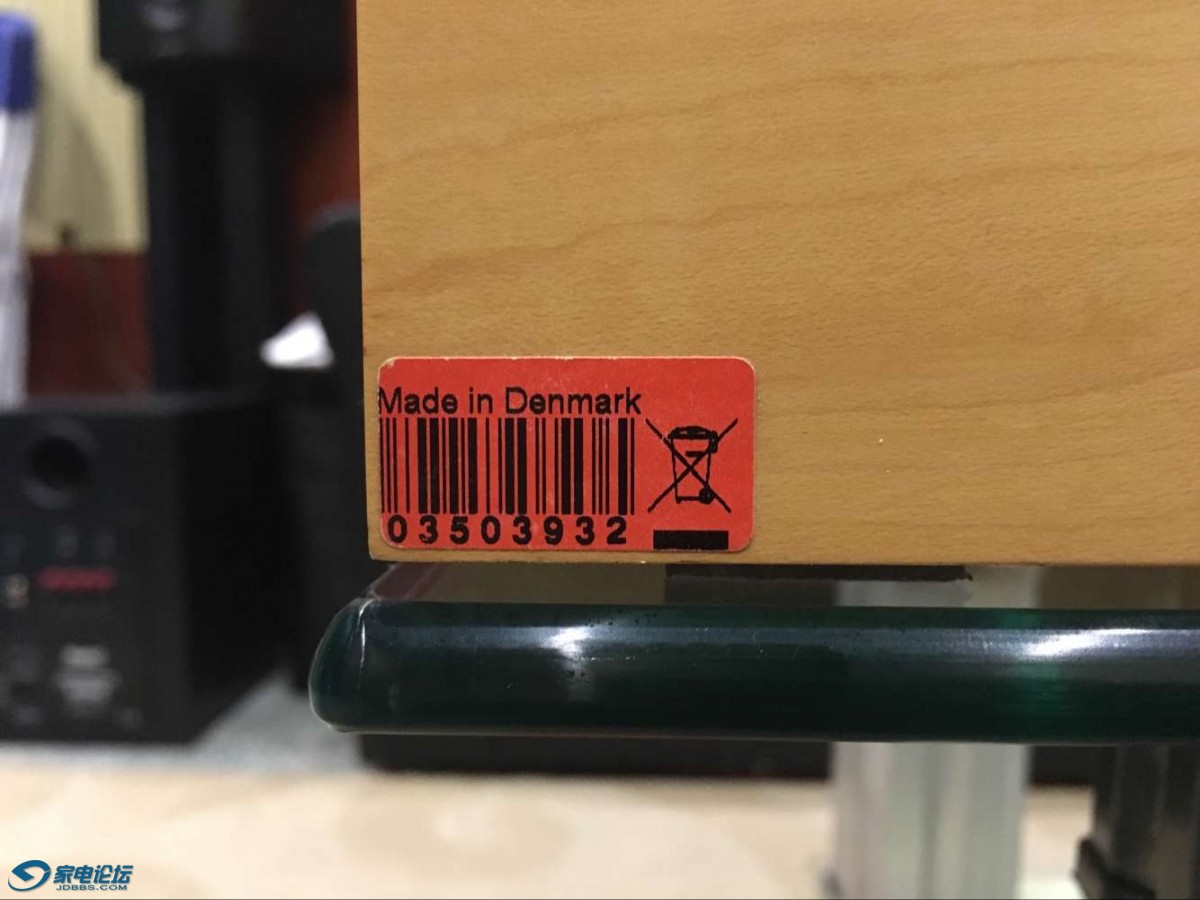 Made in Denmark
03503932
家电论坛
JDBBS.COM